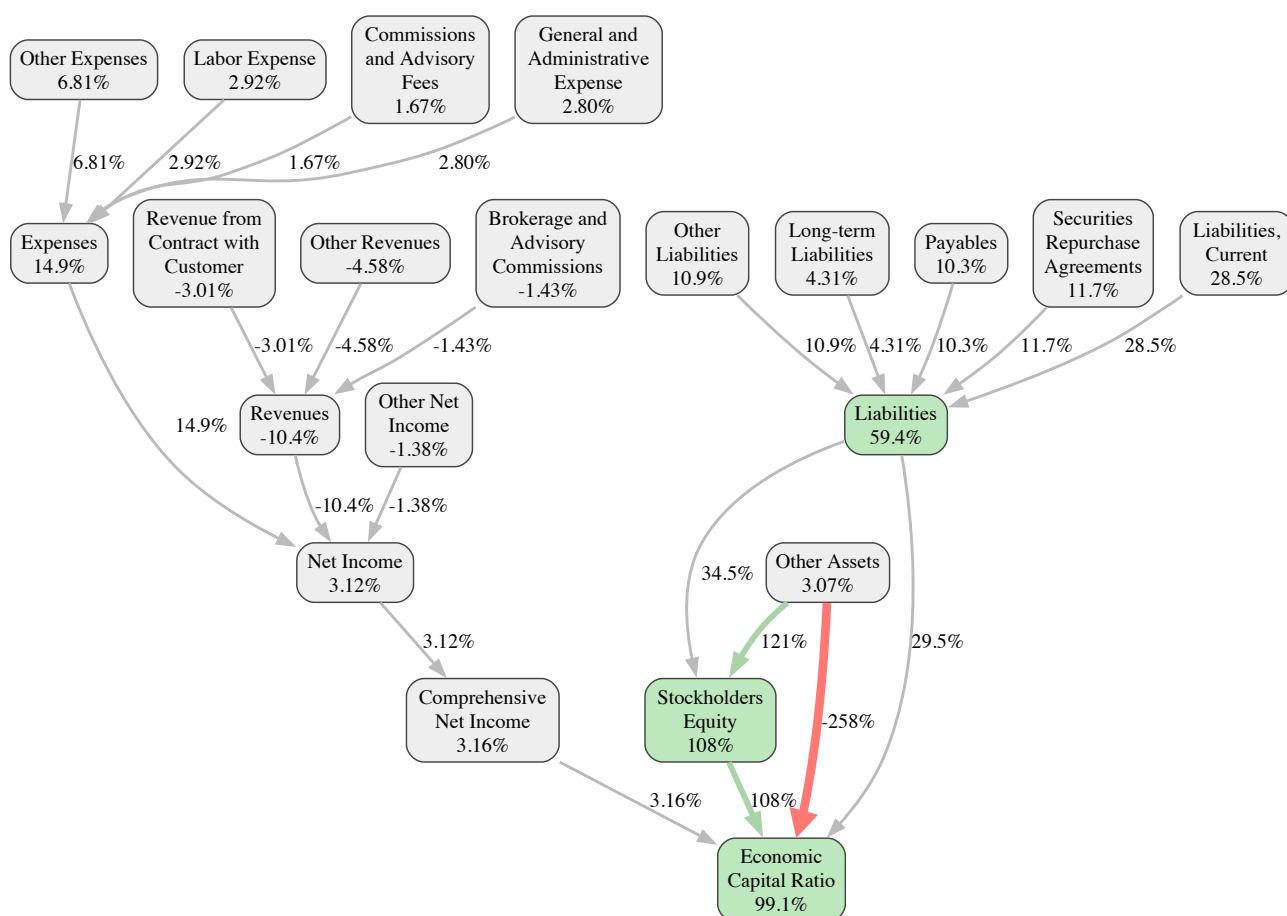 Other Expenses
6.81%
Labor Expense
2.92%
Commissions
and Advisory
Fees
1.67%
General and
Administrative
Expense
2.80%
6.81%
2.92%
1.67%
2.80%
Expenses
14.9%
Revenue from
Contract with
Customer
-3.01%
Other Revenues
-4.58%
Brokerage and
Advisory
Commissions
-1.43%
Other
Liabilities
10.9%
Long-term
Liabilities
4.31%
Payables
10.3%
Securities
Repurchase
Agreements
11.7%
Liabilities,
Current
28.5%
-3.01%
-4.58%
-1.43%
10.9%
4.31%
10.3%
11.7%
28.5%
14.9%
Revenues
-10.4%
Other Net
Income
-1.38%
Liabilities
59.4%
-10.4%
-1.38%
Net Income
3.12%
34.5%
Other Assets
3.07%
3.12%
121%
29.5%
Comprehensive
Net Income
3.16%
Stockholders
Equity
108%
-258%
3.16%
108%
Economic
Capital Ratio
99.1%